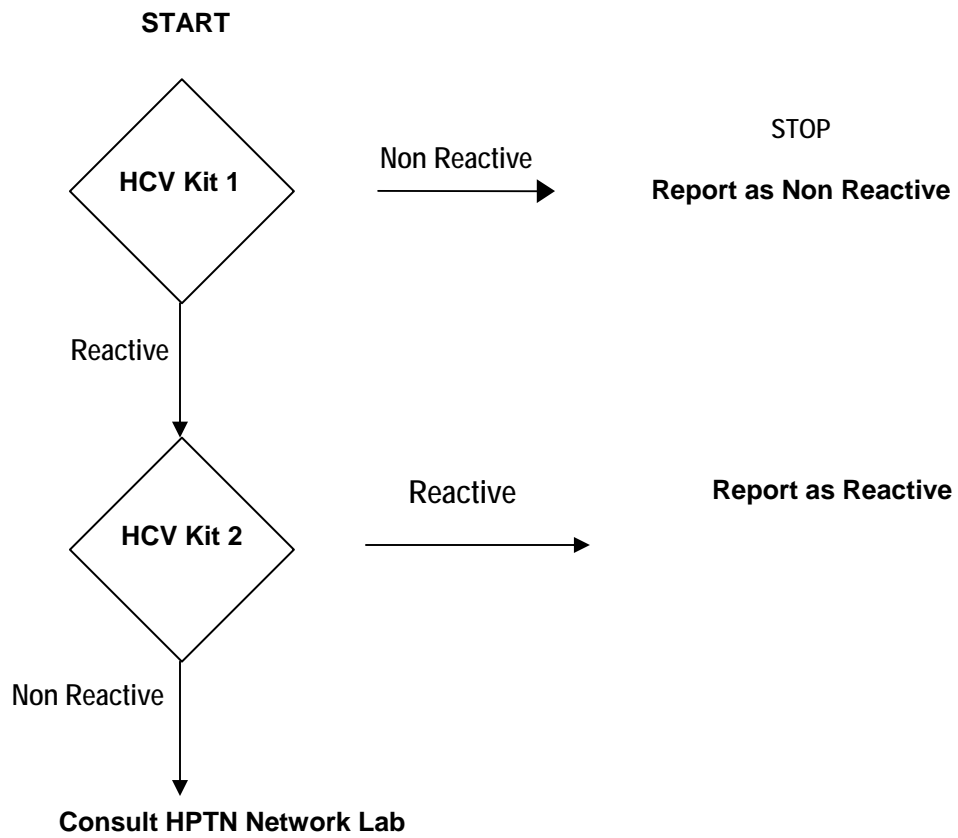 START
HCV Kit 1
Non Reactive
STOP
Report as Non Reactive
Reactive
HCV Kit 2
Reactive
Report as Reactive
Non Reactive
Consult HPTN Network Lab